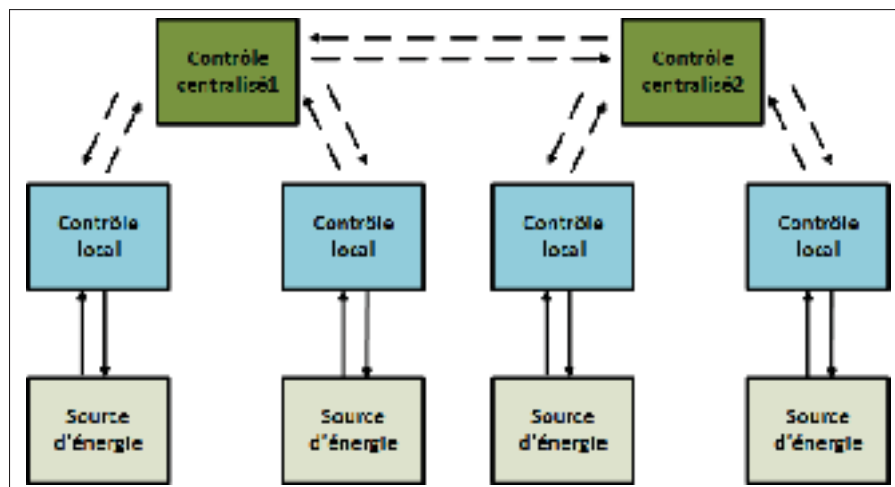 Contrôle
centralisé1
Contrôle
centralisé2
Contrôle
local
Contrôle
local
Contrôle
local
Contrôle
local
Source
d'énergie
Source
d'énergie
Source
d'énergie
Source
d'énergie